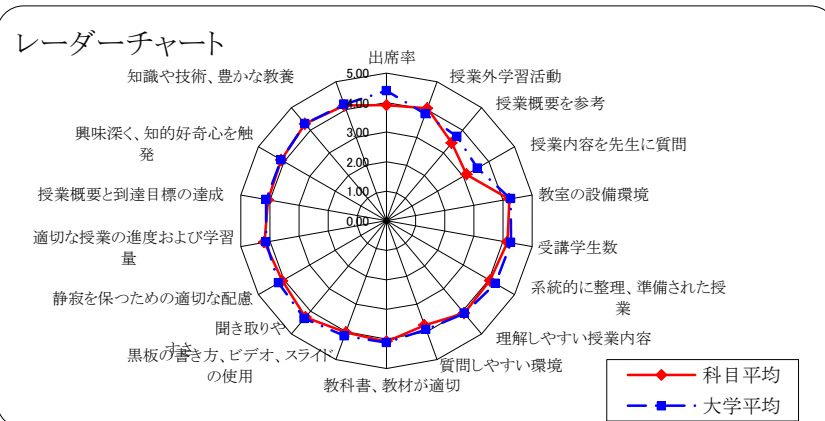 レーダーチャート
出席率
授業外学習活動
授業概要を参考
授業内容を先生に質問
教室の設備環境
受講学生数
系統的に整理、準備された授
業
理解しやすい授業内容
質問しやすい環境
教科書、教材が適切
黒板の書き方、ビデオ、スライド
の使用
聞き取りや
すさ
静寂を保つための適切な配慮
適切な授業の進度および学習
量
授業概要と到達目標の達成
興味深く、知的好奇心を触
発
知識や技術、豊かな教養
5.00
4.00
3.00
2.00
1.00
0.00
科目平均
大学平均